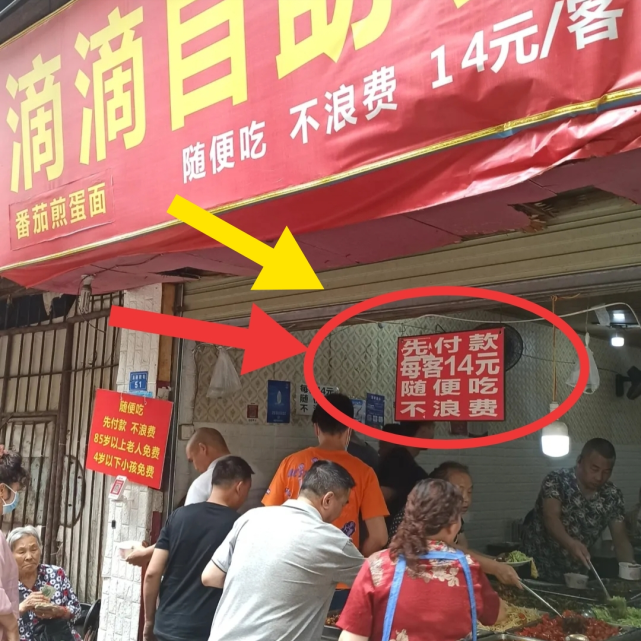 滴滴自助
随便吃 不浪费 14元/客
番茄煎蛋面
先付款
每客14元
随便吃
不浪费
随便吃
先付款 不浪费
85岁以上老人免费
4岁以下小孩免费
51